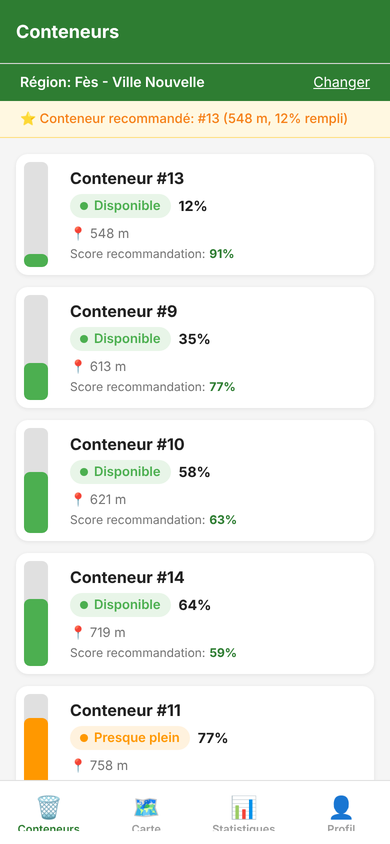 Conteneurs
Région: Fès - Ville Nouvelle Changer
⭐ Conteneur recommandé: #13 (548 m, 12% rempli)
Conteneur #13
Disponible 12%
📍 548 m
Score recommandation: 91%
Conteneur #9
Disponible 35%
📍 613 m
Score recommandation: 77%
Conteneur #10
Disponible 58%
📍 621 m
Score recommandation: 63%
Conteneur #14
Disponible 64%
📍 719 m
Score recommandation: 59%
Conteneur #11
Presque plein 77%
📍 758 m
Conteneurs Carte Statistiques Profil